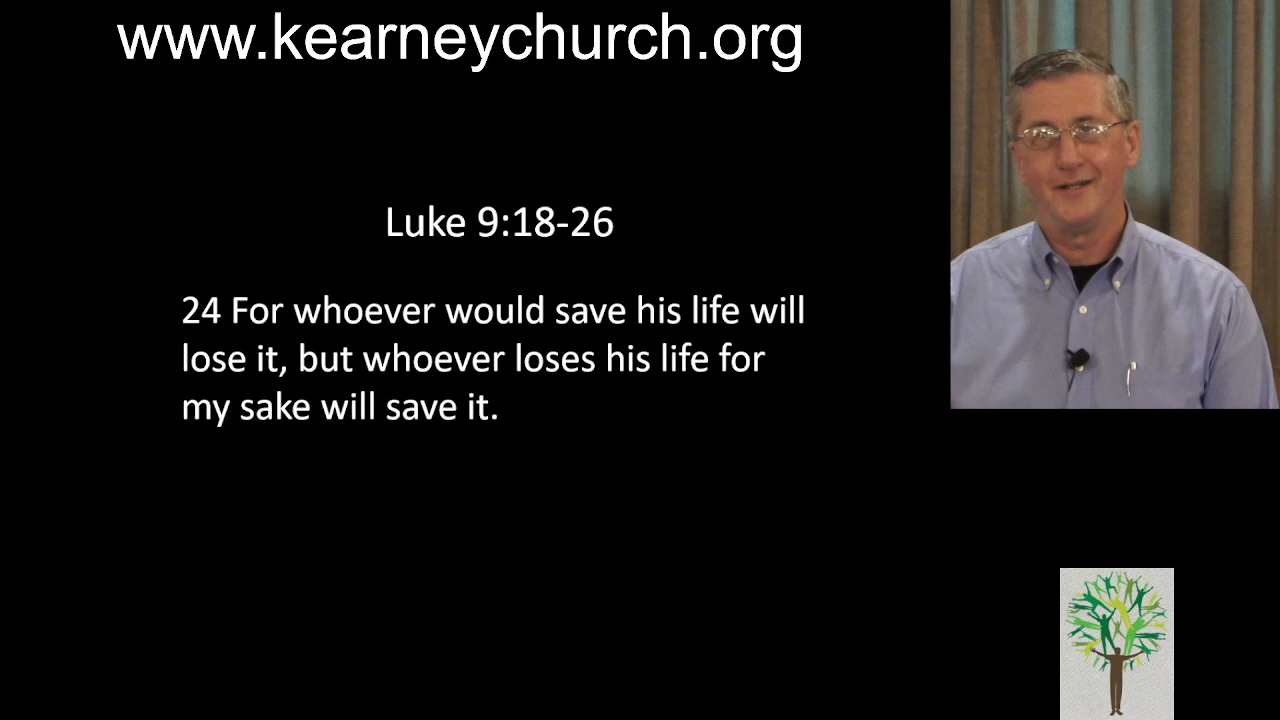 www.kearneychurch.org
Luke 9:18-26
24 For whoever would save his life will
lose it, but whoever loses his life for
my sake will save it.